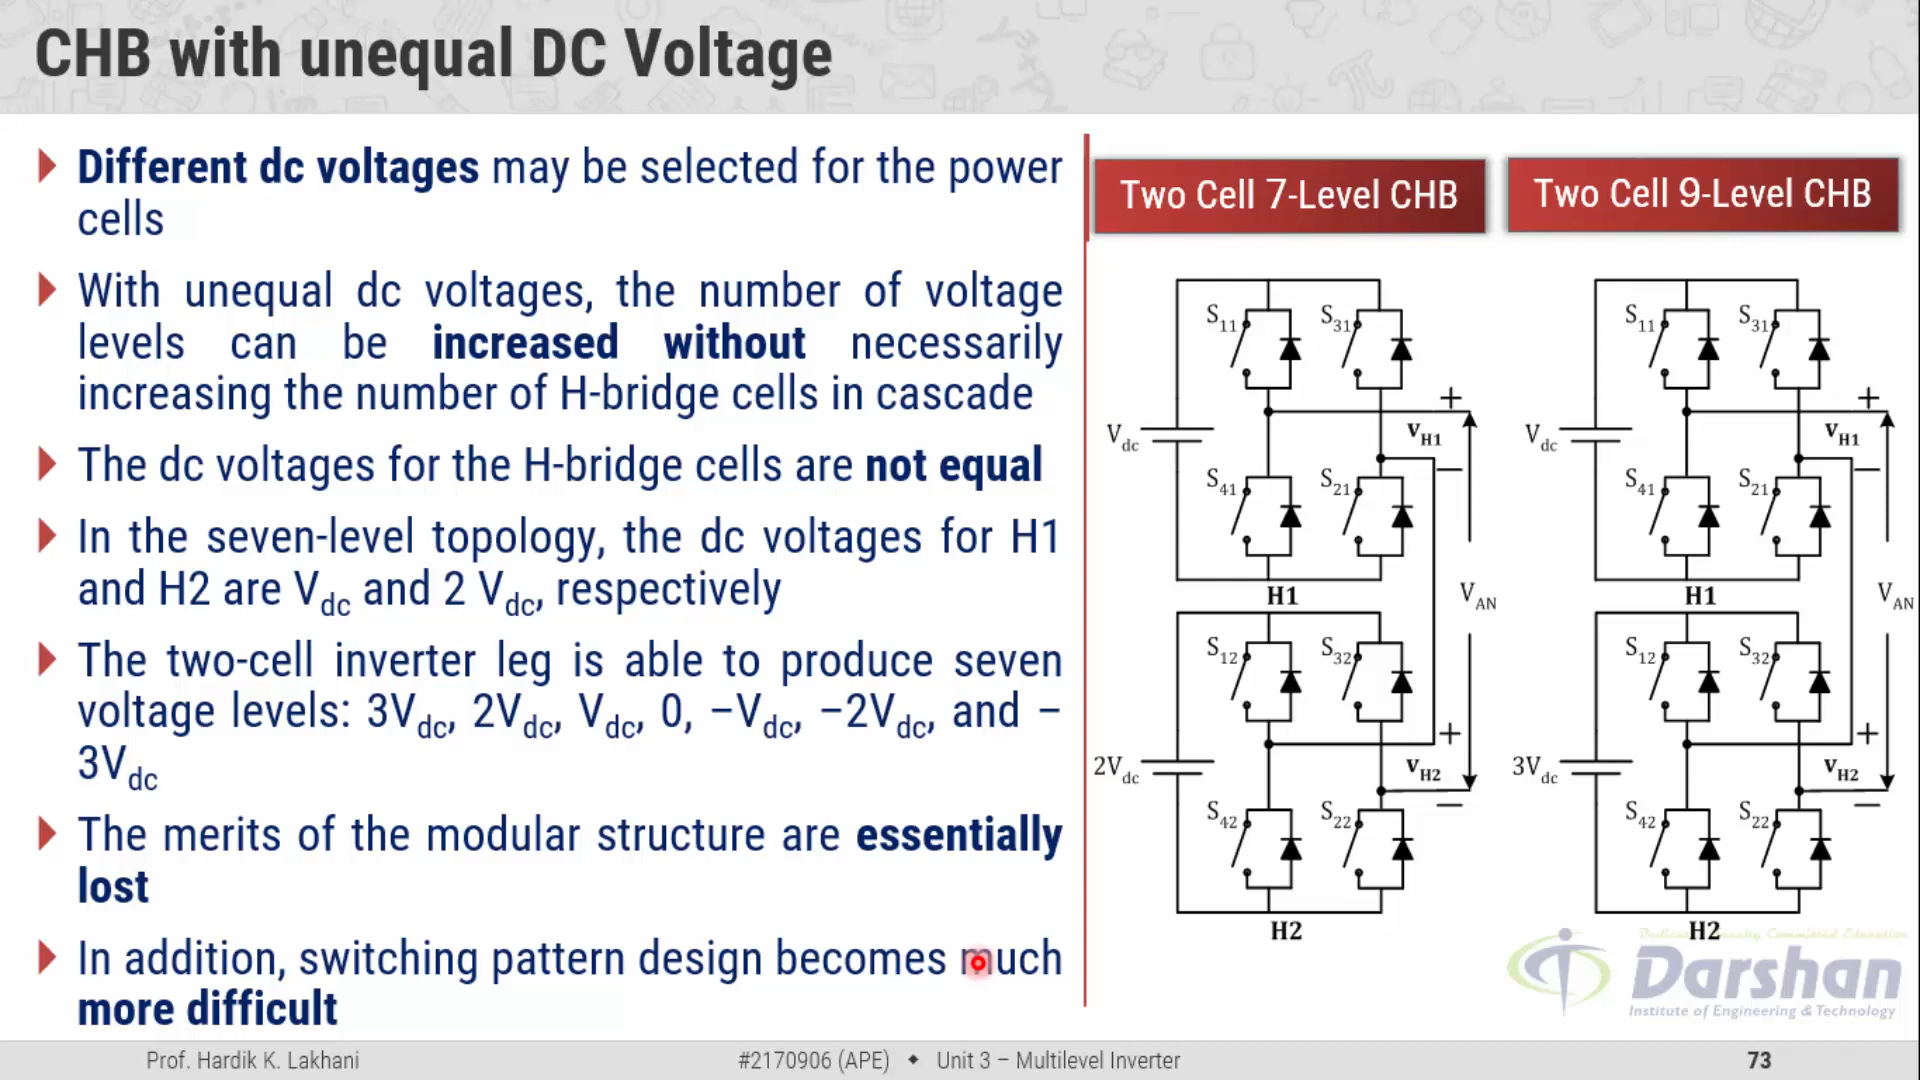 CHB with unequal DC Voltage
Different dc voltages may be selected for the power
cells
With unequal dc voltages, the number of voltage
levels can be increased without necessarily
increasing the number of H-bridge cells in cascade
The dc voltages for the H-bridge cells are not equal
In the seven-level topology, the dc voltages for H1
and H2 are Vdc and 2 Vdc, respectively
The two-cell inverter leg is able to produce seven
voltage levels: 3Vdc, 2Vdc, Vdc, 0, –Vdc, –2Vdc, and –
3Vdc
The merits of the modular structure are essentially
lost
In addition, switching pattern design becomes much
more difficult
Two Cell 7-Level CHB
S11 S31
+
Vdc
vH1
–
S41 S21
H1
VAN
S12 S32
+
2Vdc
vH2
–
S42 S22
H2
Two Cell 9-Level CHB
S11 S31
+
Vdc
vH1
–
S41 S21
H1
VAN
S12 S32
+
3Vdc
vH2
–
S42 S22
H2
Darshan
Institute of Engineering & Technology
Prof. Hardik K. Lakhani
#2170906 (APE) ◆ Unit 3 – Multilevel Inverter
73